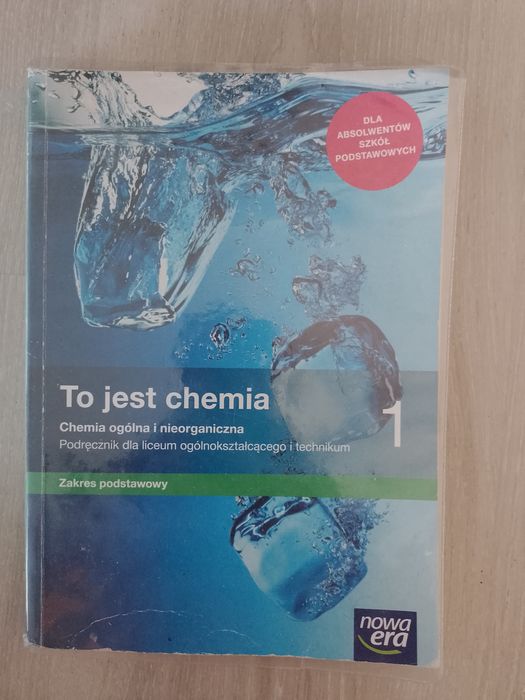 DLA
ABSOLWENTÓW
SZKÓŁ
PODSTAWOWYCH
To jest chemia
1
Chemia ogólna i nieorganiczna
Podręcznik dla liceum ogólnokształcącego i technikum
Zakres podstawowy
nowa
era